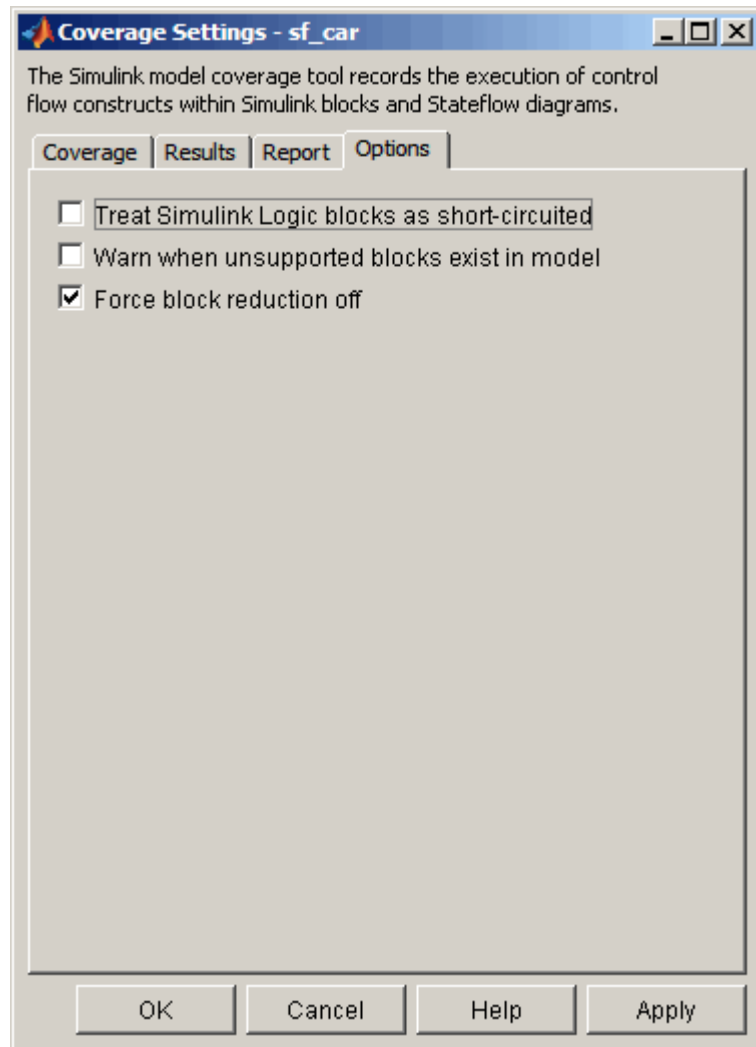 Coverage Settings - sf_car
The Simulink model coverage tool records the execution of control
flow constructs within Simulink blocks and Stateflow diagrams.
Coverage Results Report Options
Treat Simulink Logic blocks as short-circuited
Warn when unsupported blocks exist in model
Force block reduction off
OK Cancel Help Apply